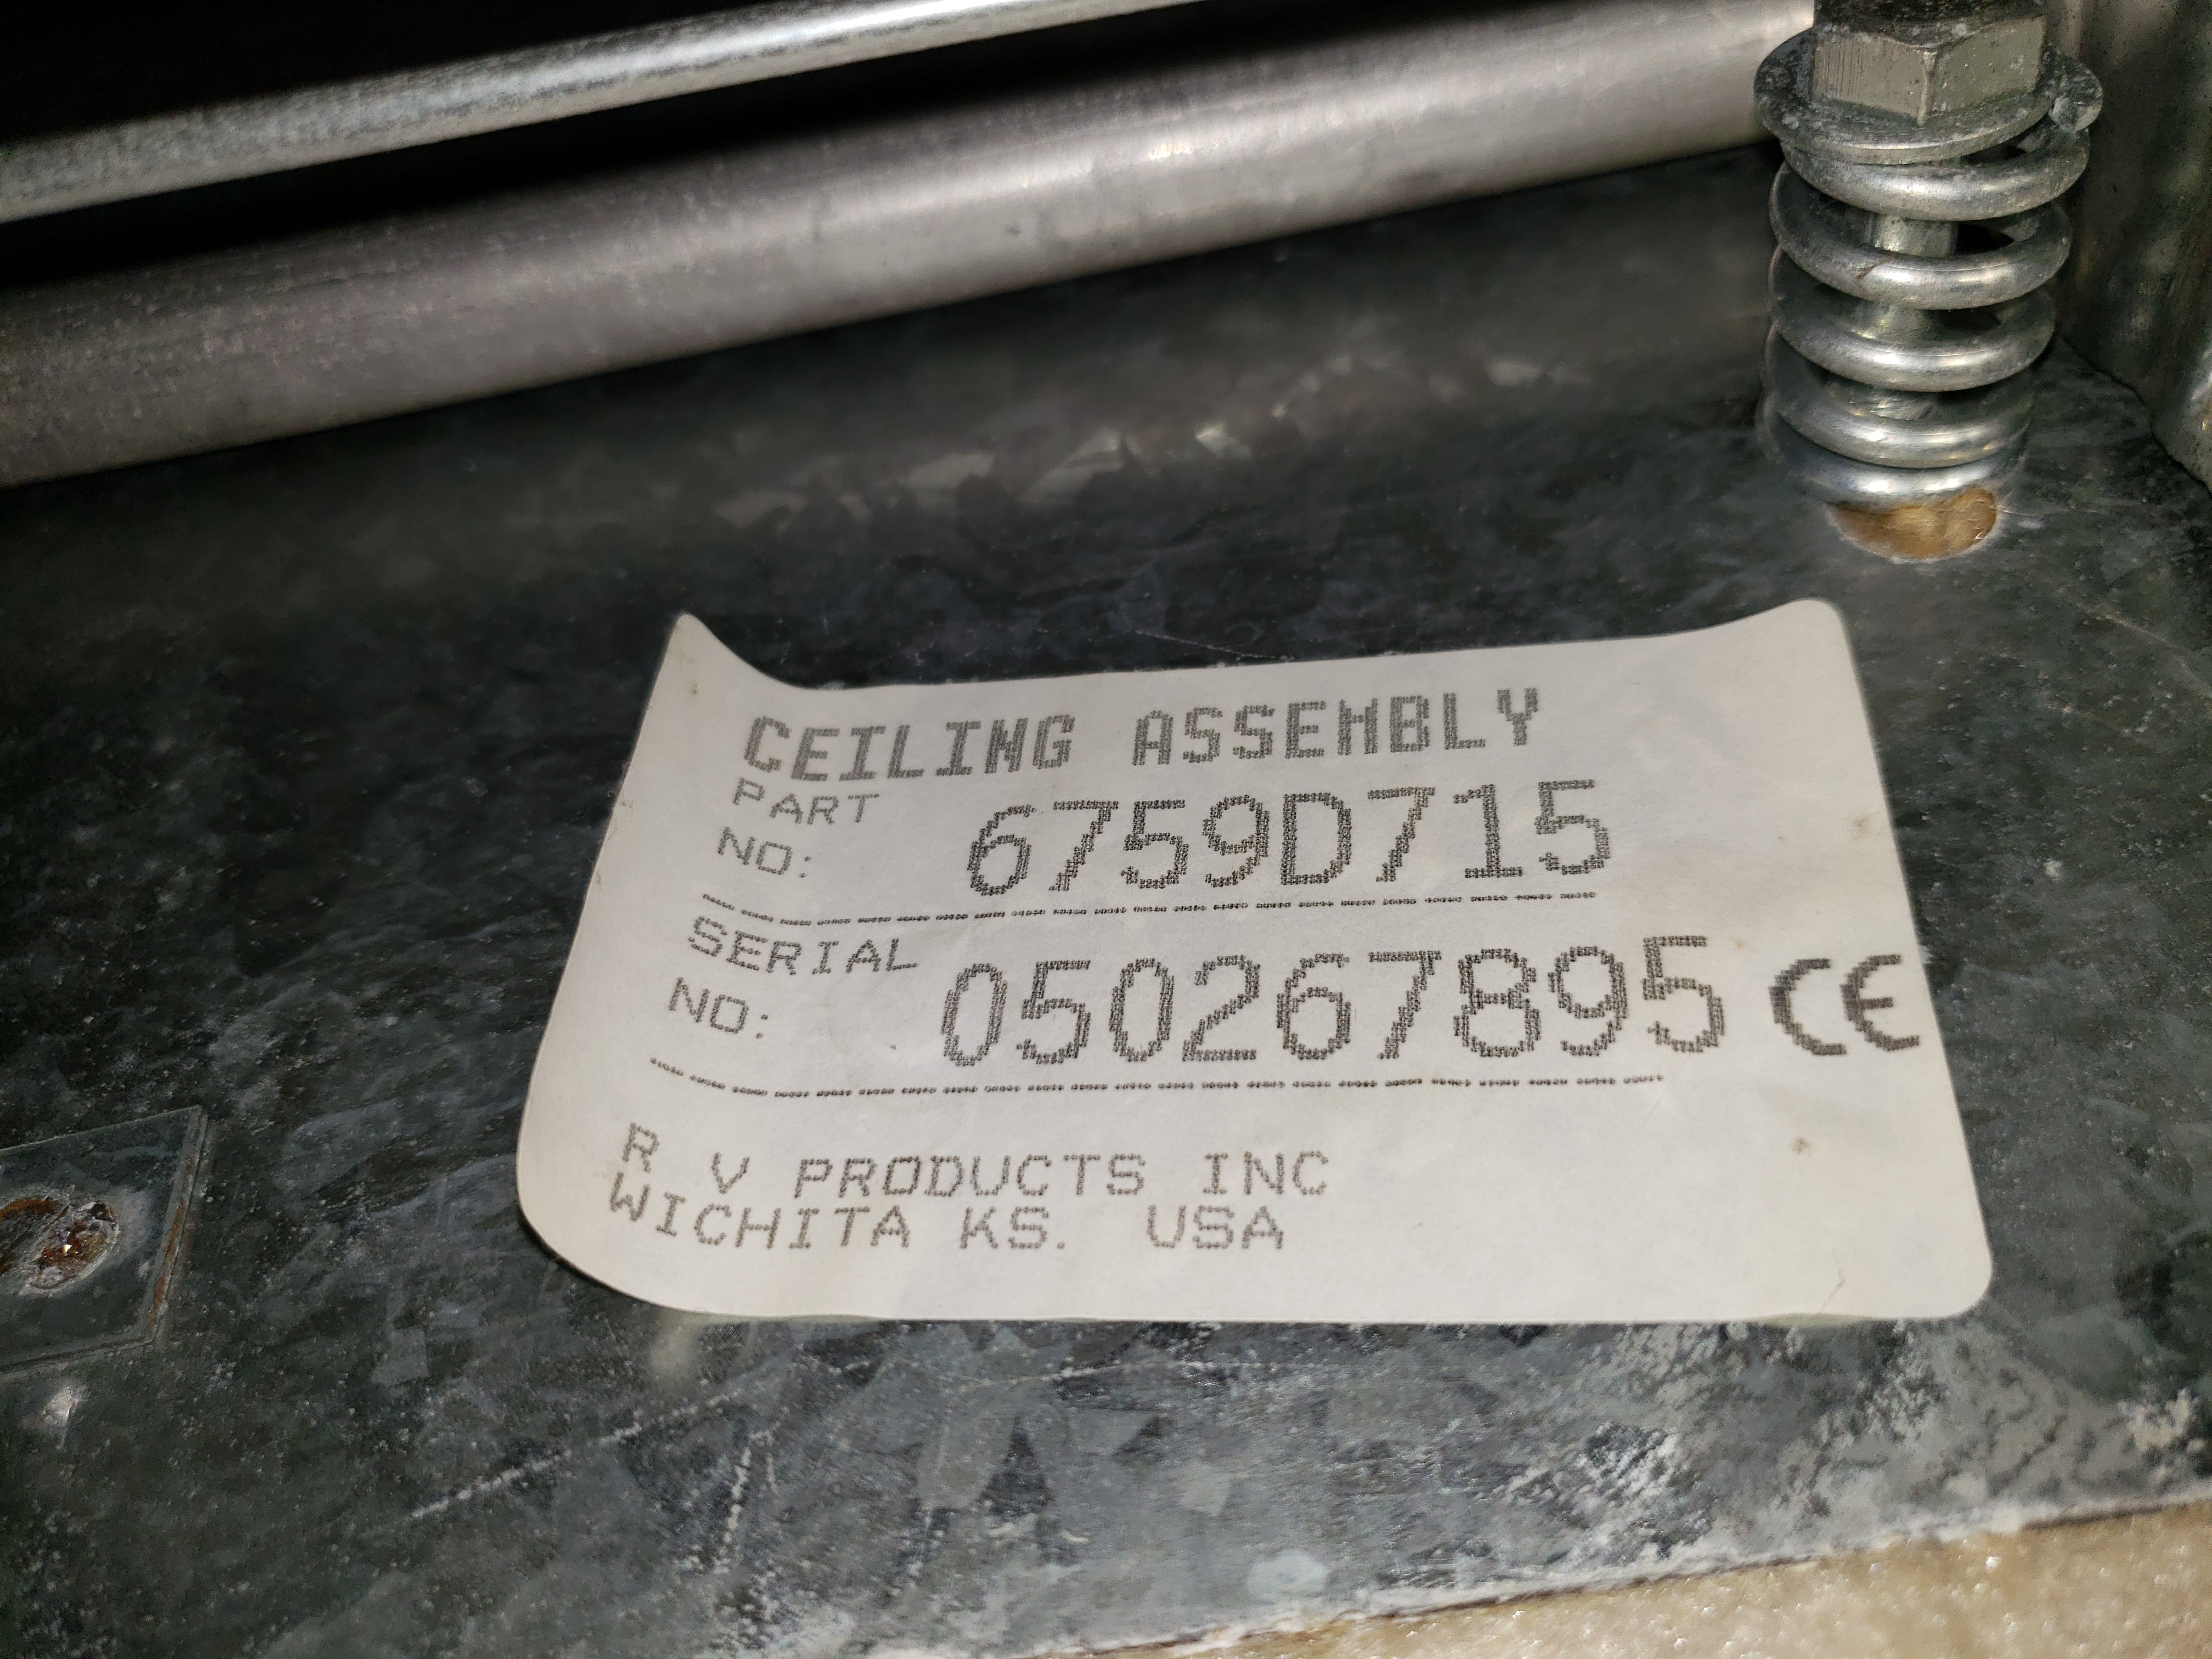 CEILING ASSEMBLY
PART
NO: 6759D715
SERIAL
NO: 050267895 CE
R V PRODUCTS INC
WICHITA KS. USA